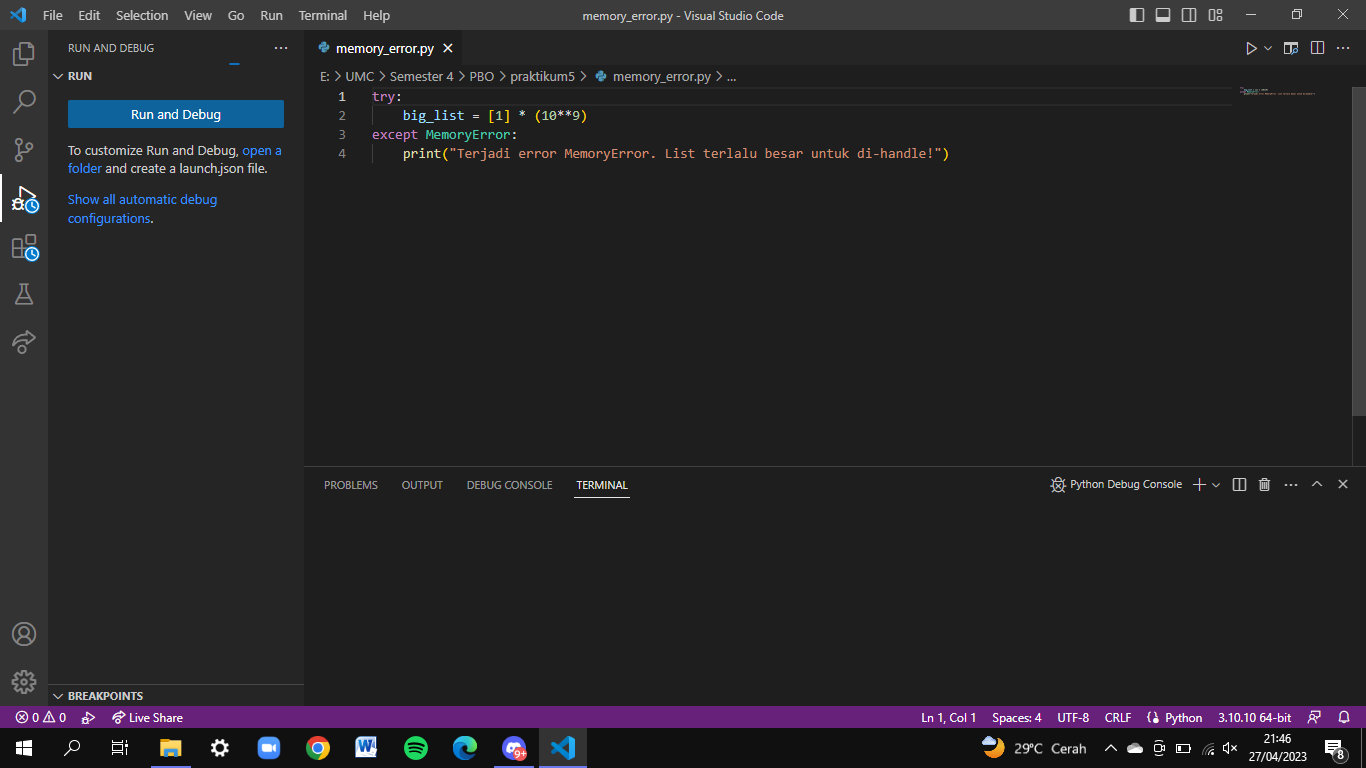 File Edit Selection View Go Run Terminal Help
memory_error.py - Visual Studio Code
RUN AND DEBUG
RUN
Run and Debug
To customize Run and Debug, open a
folder and create a launch.json file.
Show all automatic debug
configurations.
BREAKPOINTS
memory_error.py
E: > UMC > Semester 4 > PBO > praktikum5 > memory_error.py > ...
1 try:
2     big_list = [1] * (10**9)
3 except MemoryError:
4     print("Terjadi error MemoryError. List terlalu besar untuk di-handle!")
PROBLEMS OUTPUT DEBUG CONSOLE TERMINAL
Python Debug Console
0 0 Live Share
Ln 1, Col 1 Spaces: 4 UTF-8 CRLF Python 3.10.10 64-bit
9+
29°C Cerah
21:46
27/04/2023
8